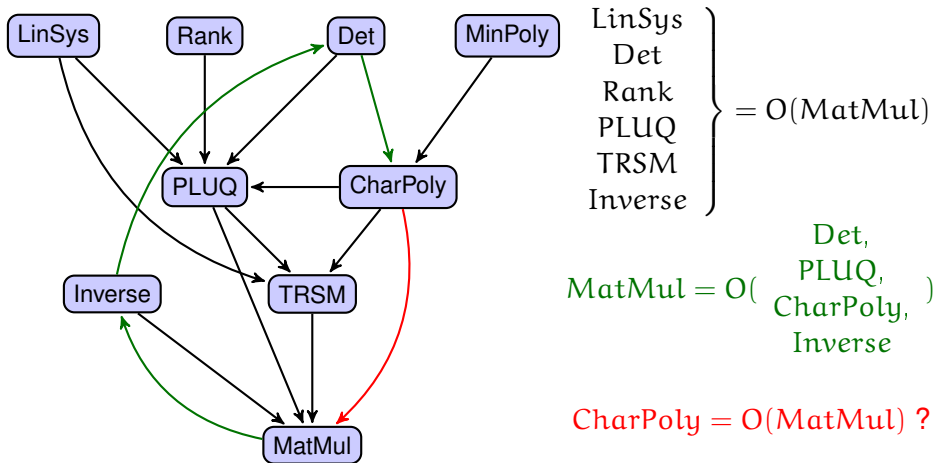 LinSys
Rank
Det
MinPoly
PLUQ
CharPoly
Inverse
TRSM
MatMul
LinSys
Det
Rank
PLUQ
TRSM
Inverse
} = O(MatMul)
MatMul = O(
Det,
PLUQ,
CharPoly,
Inverse
)
CharPoly = O(MatMul) ?